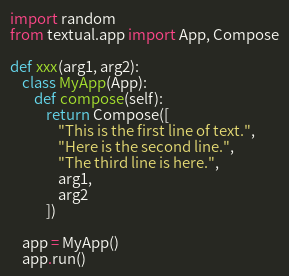 import random
from textual.app import App, Compose

def xxx(arg1, arg2):
    class MyApp(App):
        def compose(self):
            return Compose([
                "This is the first line of text.",
                "Here is the second line.",
                "The third line is here.",
                arg1,
                arg2
            ])

    app = MyApp()
    app.run()